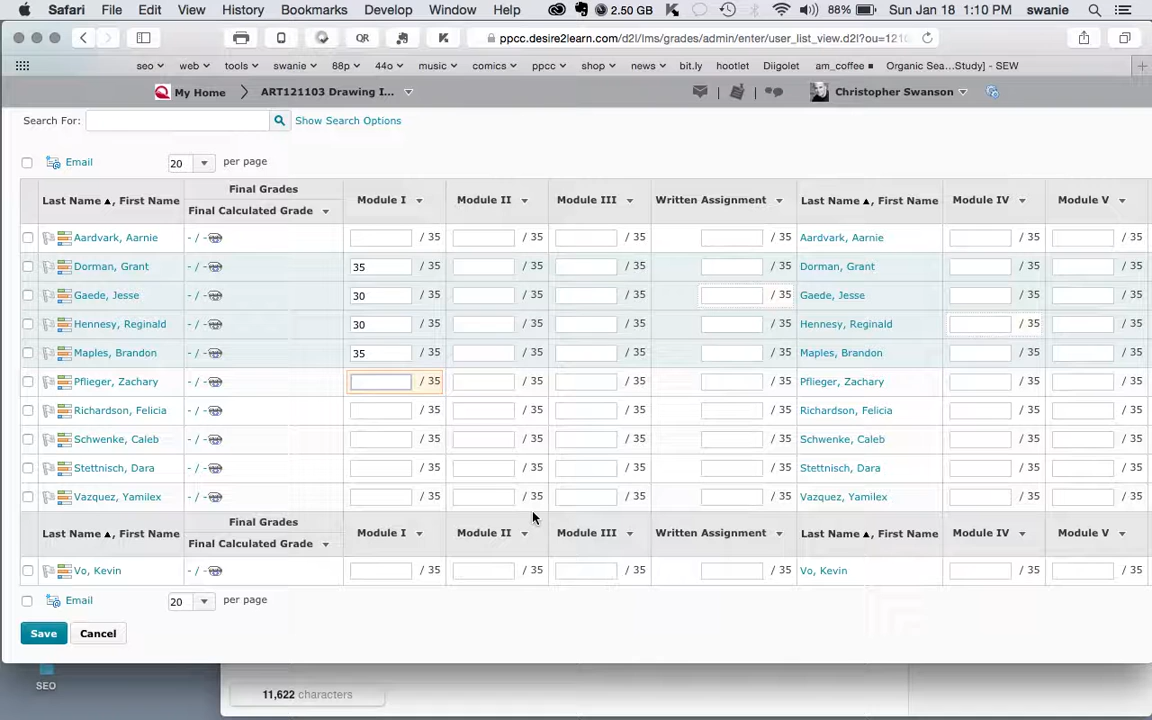 Safari File Edit View History Bookmarks Develop Window Help 2.50 GB 88% Sun Jan 18 1:10 PM swanie
QR K ppcc.desire2learn.com/d2l/lms/grades/admin/enter/user_list_view.d2l?ou=121
seo web tools swanie 88p 44o music comics ppcc shop news bit.ly hootlet Diigolet am_coffee Organic Sea...Study] - SEW
My Home ART121103 Drawing I... Christopher Swanson
Search For: Show Search Options
Email 20 per page
Final Grades
Last Name ▲, First Name Final Calculated Grade Module I Module II Module III Written Assignment Last Name ▲, First Name Module IV Module V
Aardvark, Aarnie - / - / 35 / 35 / 35 / 35 Aardvark, Aarnie / 35 / 35
Dorman, Grant - / - 35 / 35 / 35 / 35 / 35 Dorman, Grant / 35 / 35
Gaede, Jesse - / - 30 / 35 / 35 / 35 / 35 Gaede, Jesse / 35 / 35
Hennesy, Reginald - / - 30 / 35 / 35 / 35 / 35 Hennesy, Reginald / 35 / 35
Maples, Brandon - / - 35 / 35 / 35 / 35 / 35 Maples, Brandon / 35 / 35
Pflieger, Zachary - / - / 35 / 35 / 35 / 35 Pflieger, Zachary / 35 / 35
Richardson, Felicia - / - / 35 / 35 / 35 / 35 Richardson, Felicia / 35 / 35
Schwenke, Caleb - / - / 35 / 35 / 35 / 35 Schwenke, Caleb / 35 / 35
Stettnisch, Dara - / - / 35 / 35 / 35 / 35 Stettnisch, Dara / 35 / 35
Vazquez, Yamilex - / - / 35 / 35 / 35 / 35 Vazquez, Yamilex / 35 / 35
Final Grades
Last Name ▲, First Name Final Calculated Grade Module I Module II Module III Written Assignment Last Name ▲, First Name Module IV Module V
Vo, Kevin - / - / 35 / 35 / 35 / 35 Vo, Kevin / 35 / 35
Email 20 per page
Save Cancel
SEO
11,622 characters